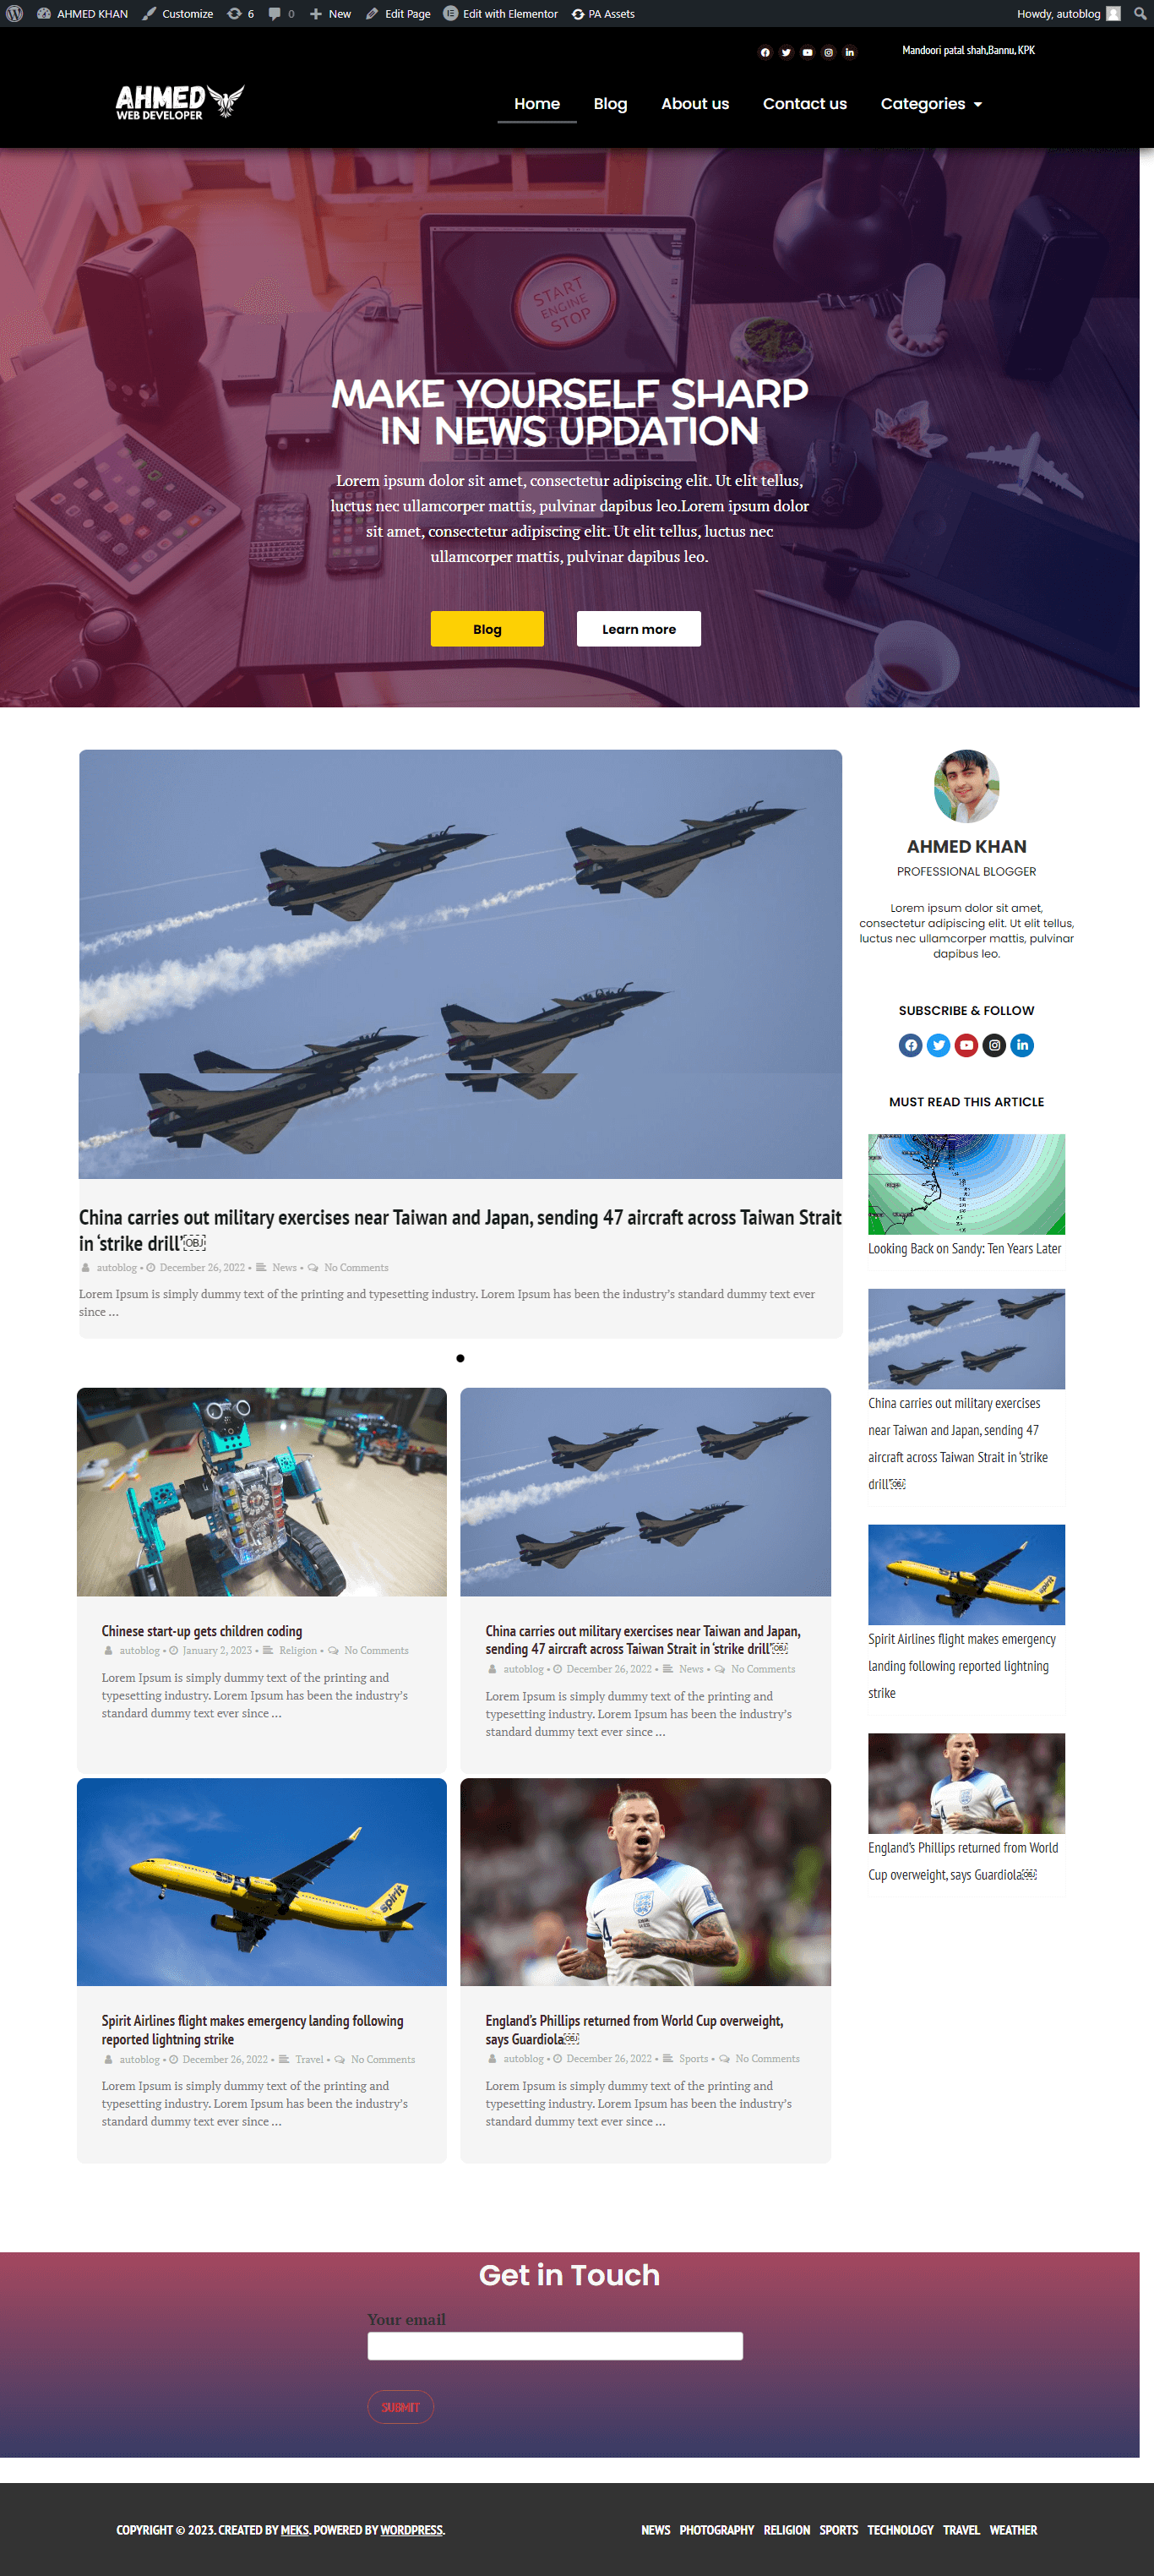 AHMED KHAN Customize 6 0 New Edit Page Edit with Elementor PA Assets Howdy, autoblog
Mandoori patal shah,Bannu, KPK
AHMED
WEB DEVELOPER
Home Blog About us Contact us Categories
START
ENGINE
STOP
MAKE YOURSELF SHARP
IN NEWS UPDATION
Lorem ipsum dolor sit amet, consectetur adipiscing elit. Ut elit tellus,
luctus nec ullamcorper mattis, pulvinar dapibus leo.Lorem ipsum dolor
sit amet, consectetur adipiscing elit. Ut elit tellus, luctus nec
ullamcorper mattis, pulvinar dapibus leo.
Blog Learn more
China carries out military exercises near Taiwan and Japan, sending 47 aircraft across Taiwan Strait
in ‘strike drill’￼
autoblog • December 26, 2022 • News • No Comments
Lorem Ipsum is simply dummy text of the printing and typesetting industry. Lorem Ipsum has been the industry’s standard dummy text ever
since …
Chinese start-up gets children coding
autoblog • January 2, 2023 • Religion • No Comments
Lorem Ipsum is simply dummy text of the printing and
typesetting industry. Lorem Ipsum has been the industry’s
standard dummy text ever since …
China carries out military exercises near Taiwan and Japan,
sending 47 aircraft across Taiwan Strait in ‘strike drill’￼
autoblog • December 26, 2022 • News • No Comments
Lorem Ipsum is simply dummy text of the printing and
typesetting industry. Lorem Ipsum has been the industry’s
standard dummy text ever since …
spirit
Spirit Airlines flight makes emergency landing following
reported lightning strike
autoblog • December 26, 2022 • Travel • No Comments
Lorem Ipsum is simply dummy text of the printing and
typesetting industry. Lorem Ipsum has been the industry’s
standard dummy text ever since …
4
England’s Phillips returned from World Cup overweight,
says Guardiola￼
autoblog • December 26, 2022 • Sports • No Comments
Lorem Ipsum is simply dummy text of the printing and
typesetting industry. Lorem Ipsum has been the industry’s
standard dummy text ever since …
AHMED KHAN
PROFESSIONAL BLOGGER
Lorem ipsum dolor sit amet,
consectetur adipiscing elit. Ut elit tellus,
luctus nec ullamcorper mattis, pulvinar
dapibus leo.
SUBSCRIBE & FOLLOW
MUST READ THIS ARTICLE
Looking Back on Sandy: Ten Years Later
China carries out military exercises
near Taiwan and Japan, sending 47
aircraft across Taiwan Strait in ‘strike
drill’￼
spirit
Spirit Airlines flight makes emergency
landing following reported lightning
strike
England’s Phillips returned from World
Cup overweight, says Guardiola￼
Get in Touch
Your email
SUBMIT
COPYRIGHT © 2023. CREATED BY MEKS. POWERED BY WORDPRESS.
NEWS PHOTOGRAPHY RELIGION SPORTS TECHNOLOGY TRAVEL WEATHER